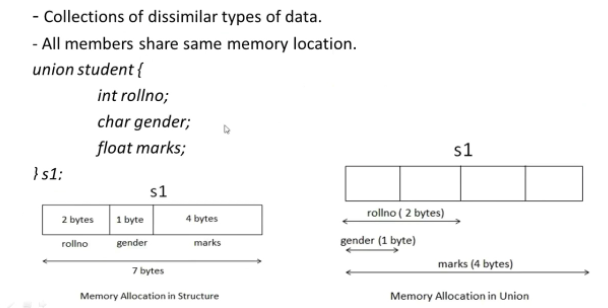 - Collections of dissimilar types of data.
- All members share same memory location.
union student {
int rollno;
char gender;
float marks;
} s1;
s1
2 bytes 1 byte 4 bytes
rollno gender marks
7 bytes
Memory Allocation in Structure
s1
rollno ( 2 bytes)
gender (1 byte)
marks (4 bytes)
Memory Allocation in Union